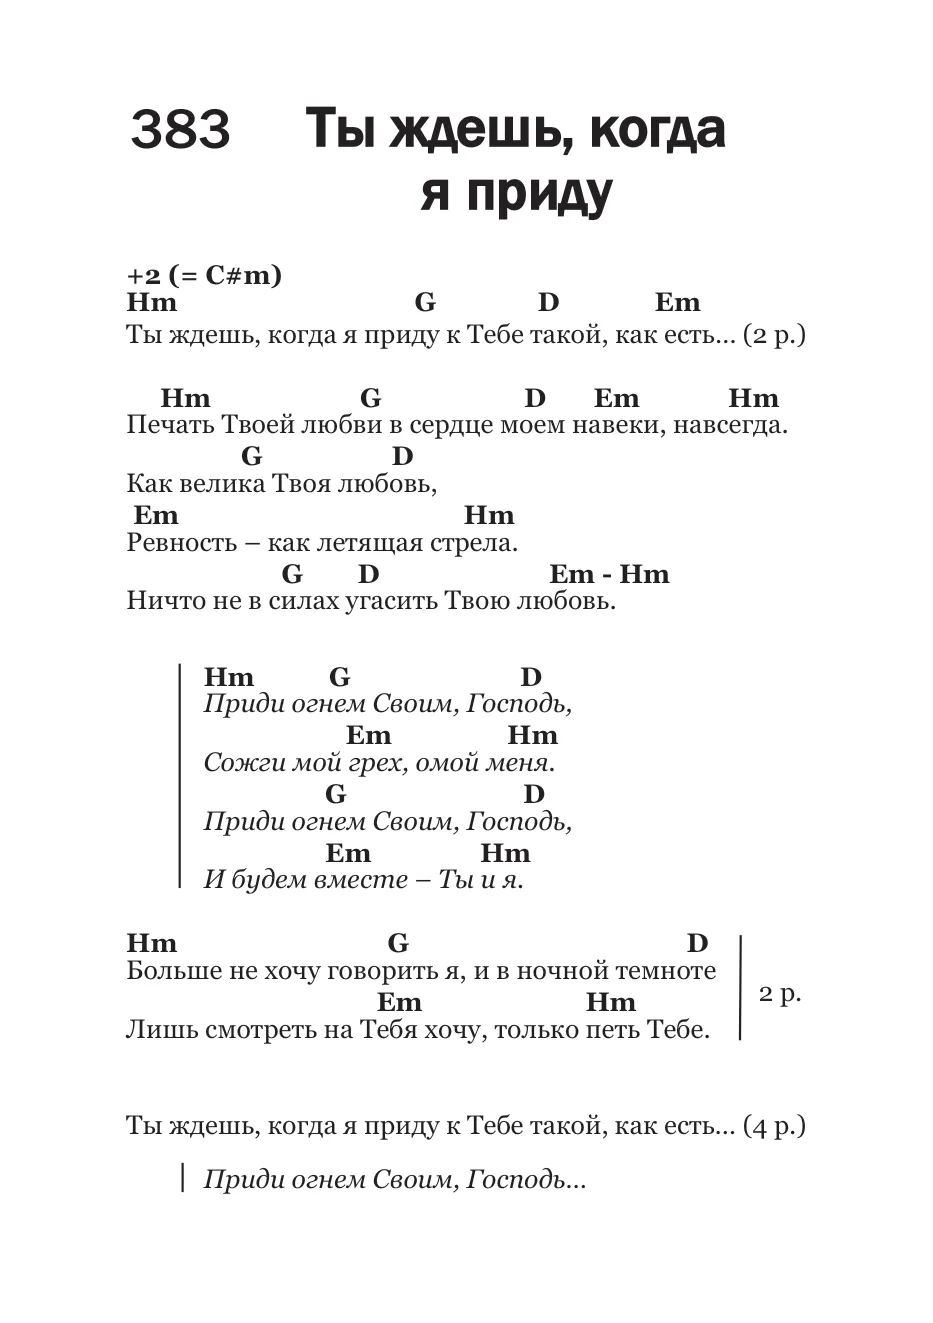 383 Ты ждешь, когда
я приду
+2 (= C#m)
Hm G D Em
Ты ждешь, когда я приду к Тебе такой, как есть... (2 р.)
Hm G D Em Hm
Печать Твоей любви в сердце моем навеки, навсегда.
G D
Как велика Твоя любовь,
Em Hm
Ревность – как летящая стрела.
G D Em - Hm
Ничто не в силах угасить Твою любовь.
Hm G D
Приди огнем Своим, Господь,
Em Hm
Сожги мой грех, омой меня.
G D
Приди огнем Своим, Господь,
Em Hm
И будем вместе – Ты и я.
Hm G D
Больше не хочу говорить я, и в ночной темноте
2 р.
Em Hm
Лишь смотреть на Тебя хочу, только петь Тебе.
Ты ждешь, когда я приду к Тебе такой, как есть... (4 р.)
Приди огнем Своим, Господь...